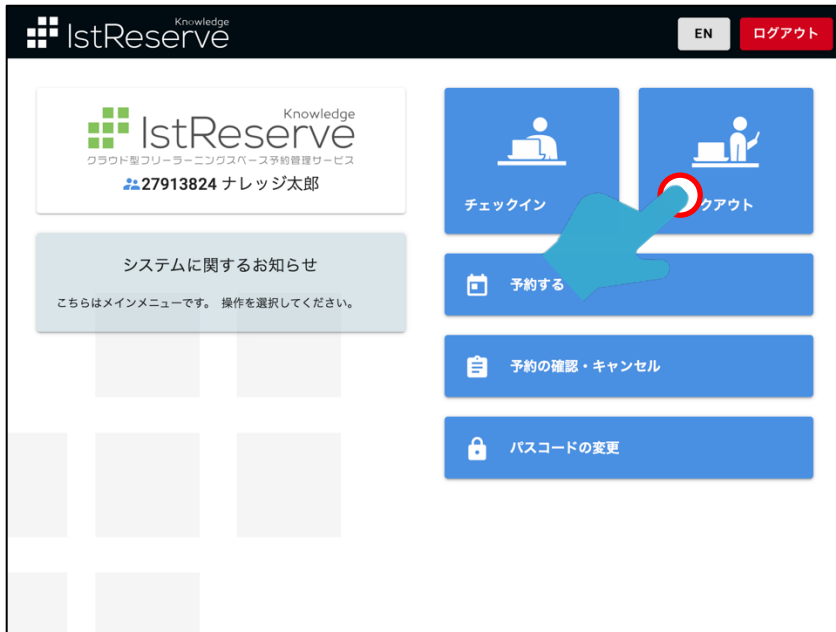 Knowledge
IstReserve
EN
ログアウト
Knowledge
IstReserve
クラウド型フリーラーニングスペース予約管理サービス
27913824 ナレッジ太郎
システムに関するお知らせ
こちらはメインメニューです。 操作を選択してください。
チェックイン
クアウト
予約する
予約の確認・キャンセル
パスコードの変更